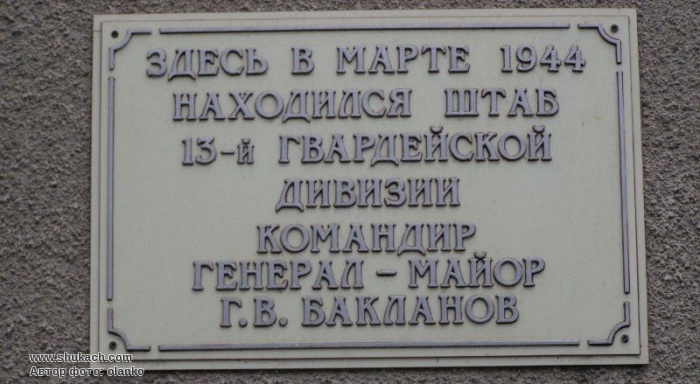 ЗДЕСЬ В МАРТЕ 1944
НАХОДИЛСЯ ШТАБ
13-й ГВАРДЕЙСКОЙ
ДИВИЗИИ
КОМАНДИР
ГЕНЕРАЛ – МАЙОР
Г.В. БАКЛАНОВ
www.shukach.com
Автор фото: olanko